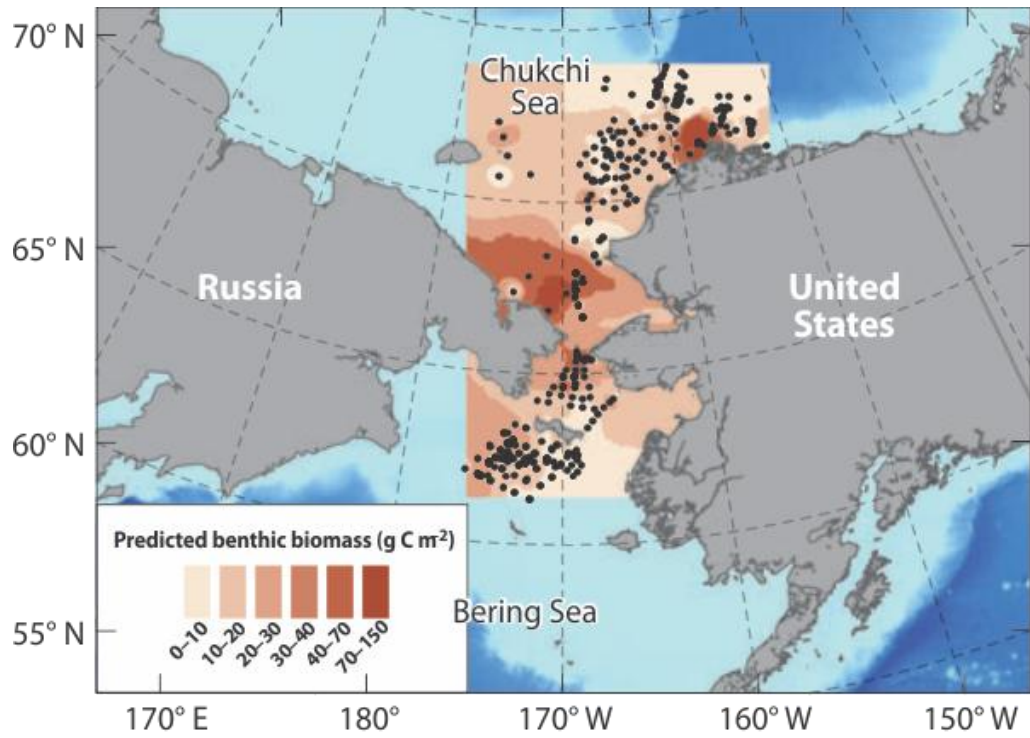 70° N
Chukchi
Sea
65° N
Russia
United
States
60° N
Predicted benthic biomass (g C m-2)
0–10
10–20
20–30
30–40
40–70
70–150
Bering Sea
55° N
170° E
180°
170° W
160° W
150° W